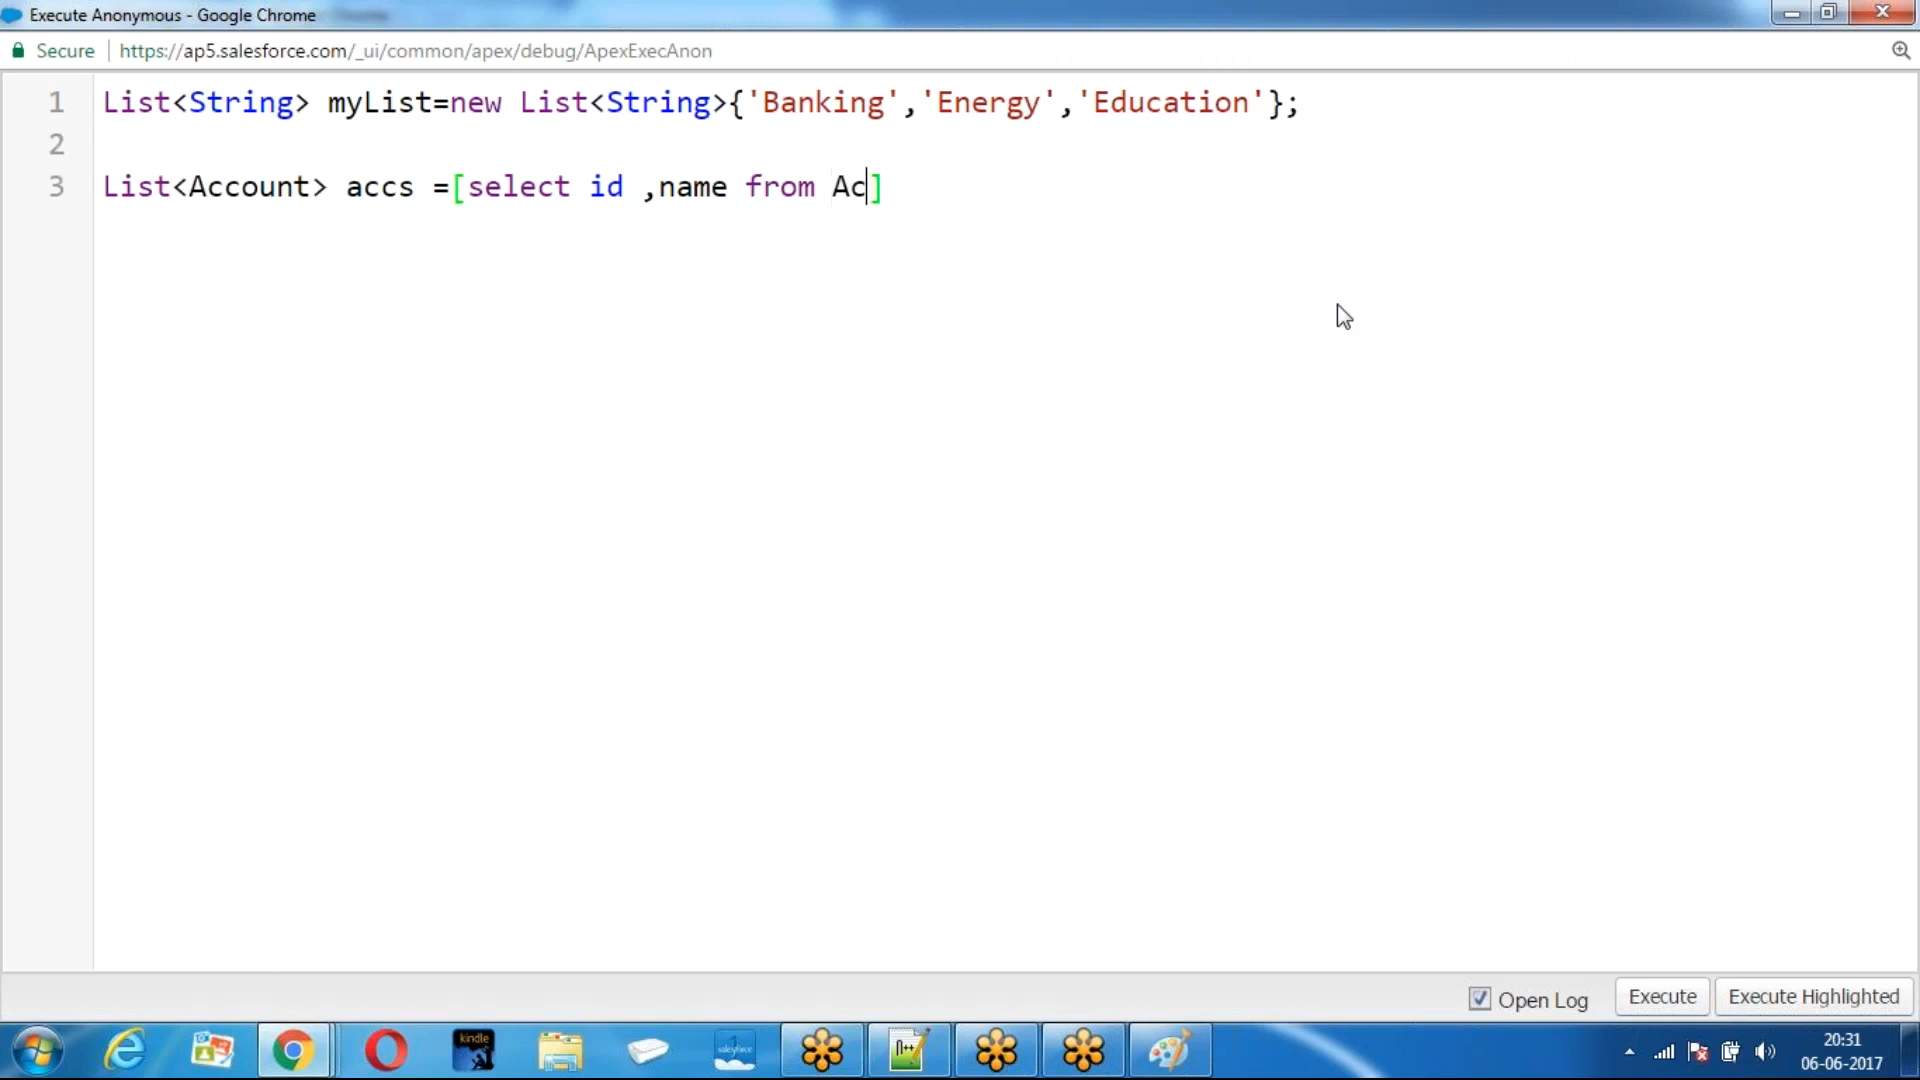 Execute Anonymous - Google Chrome
Secure https://ap5.salesforce.com/_ui/common/apex/debug/ApexExecAnon
1 List<String> myList=new List<String>{'Banking','Energy','Education'};
2
3 List<Account> accs =[select id ,name from Ac]
Open Log Execute Execute Highlighted
kindle
salesforce
20:31
06-06-2017